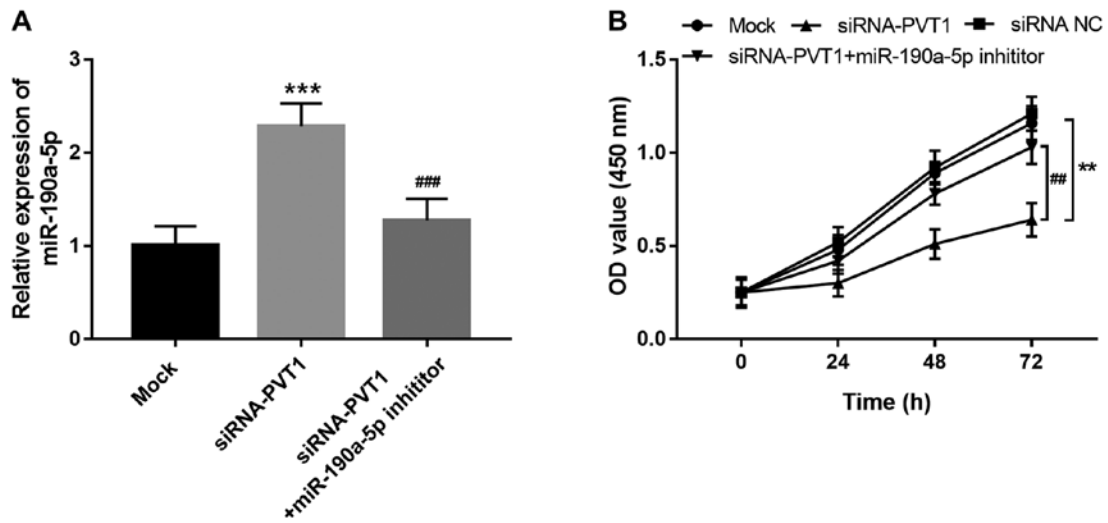 A
Relative expression of
miR-190a-5p
3
2
1
0
***
###
Mock
siRNA-PVT1
siRNA-PVT1
+miR-190a-5p inhititor
B
Mock siRNA-PVT1 siRNA NC
siRNA-PVT1+miR-190a-5p inhititor
OD value (450 nm)
1.5
1.0
0.5
0.0
##
**
0 24 48 72
Time (h)